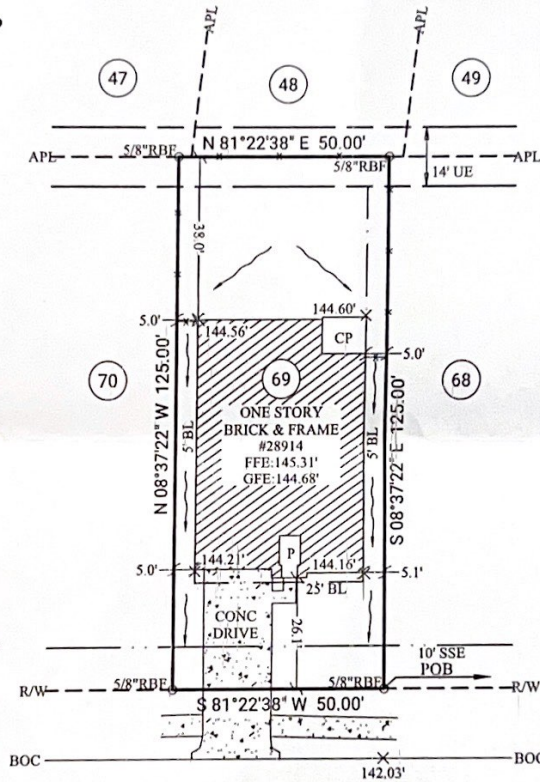 APL
APL
47
48
49
N 81°22'38" E 50.00'
APL
5/8"RBF
5/8"RBF
APL
14' UE
38.0'
144.60'
5.0'
144.56'
CP
5.0'
70
69
68
N 08°37'22" W 125.00'
5' BL
ONE STORY
BRICK & FRAME
#28914
FFE:145.31'
GFE:144.68'
5' BL
S 08°37'22" E 125.00'
P
144.21'
144.16'
5.0'
5.1'
25' BL
CONC
DRIVE
26.1'
10' SSE
POB
R/W
5/8"RBF
5/8"RBF
R/W
S 81°22'38" W 50.00'
BOC
BOC
142.03'